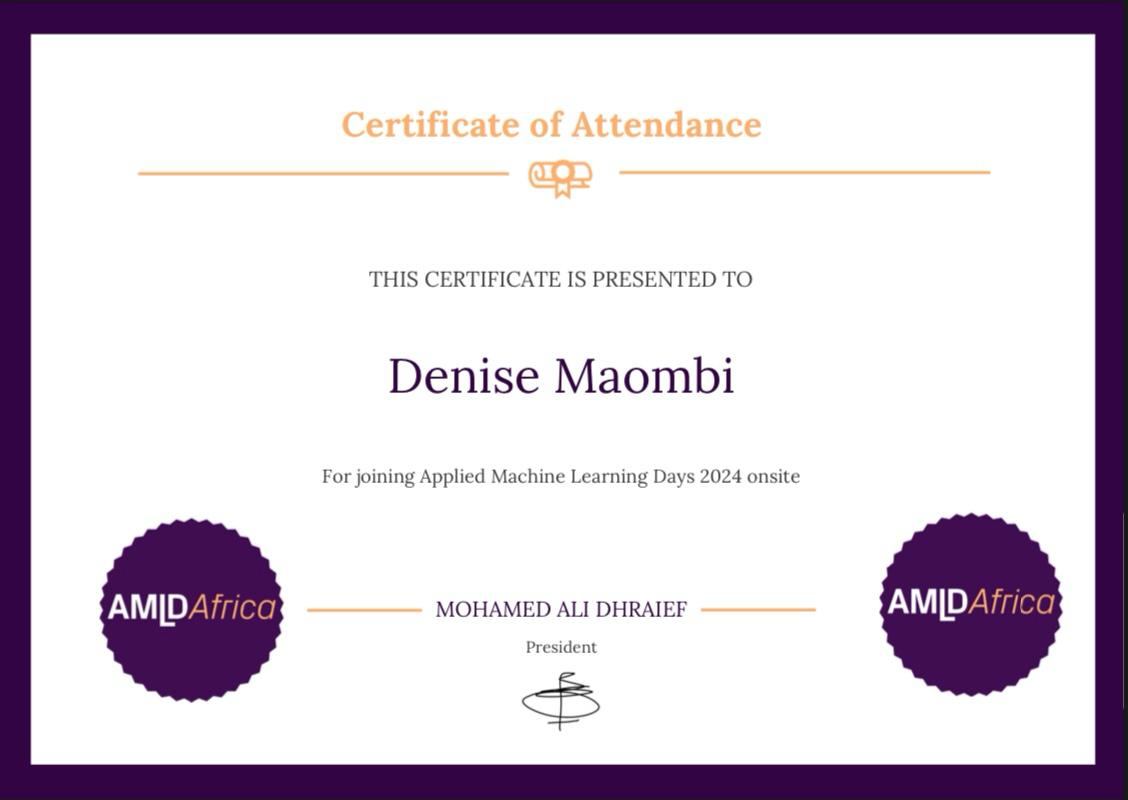 Certificate of Attendance
THIS CERTIFICATE IS PRESENTED TO
Denise Maombi
For joining Applied Machine Learning Days 2024 onsite
AMLDAfrica
MOHAMED ALI DHRAIEF
AMLDAfrica
President